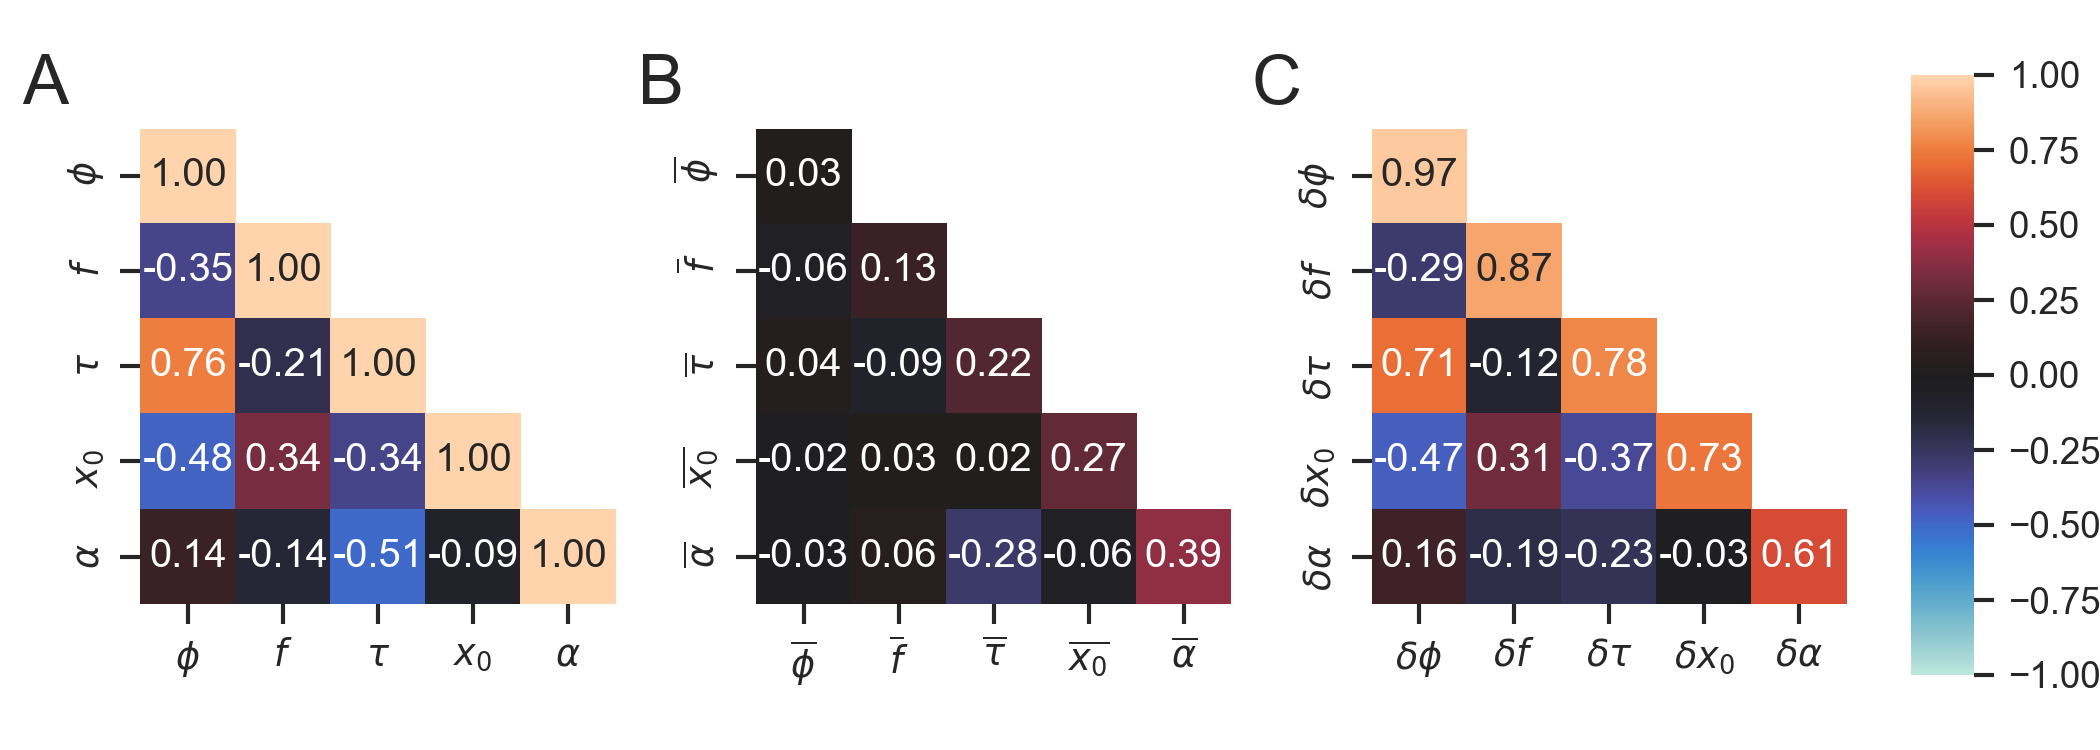 A B C
ϕ 1.00
f -0.35 1.00
τ 0.76 -0.21 1.00
x₀ -0.48 0.34 -0.34 1.00
α 0.14 -0.14 -0.51 -0.09 1.00
ϕ f τ x₀ α
ϕ̅ 0.03
f̅ -0.06 0.13
τ̅ 0.04 -0.09 0.22
x̅₀̅ -0.02 0.03 0.02 0.27
α̅ -0.03 0.06 -0.28 -0.06 0.39
ϕ̅ f̅ τ̅ x̅₀̅ α̅
δϕ 0.97
δf -0.29 0.87
δτ 0.71 -0.12 0.78
δx₀ -0.47 0.31 -0.37 0.73
δα 0.16 -0.19 -0.23 -0.03 0.61
δϕ δf δτ δx₀ δα
1.00
0.75
0.50
0.25
0.00
−0.25
−0.50
−0.75
−1.00